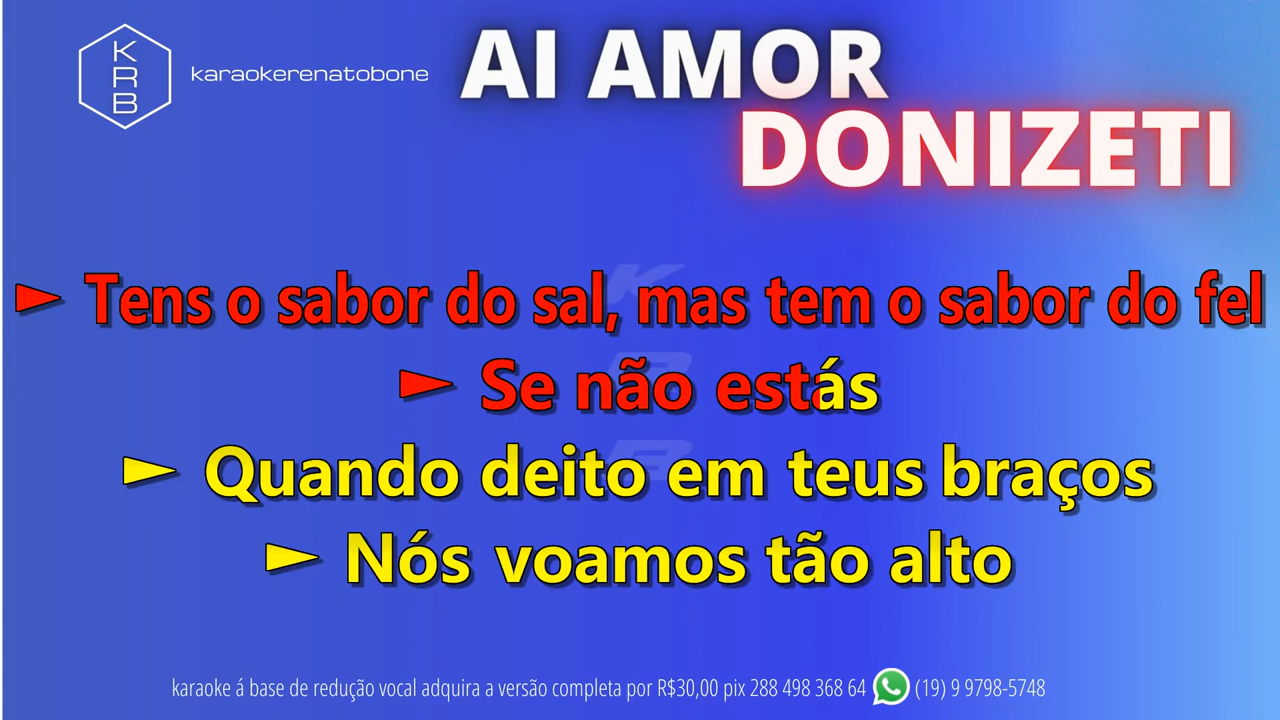 KRB
karaokerenatobone
AI AMOR
DONIZETI
► Tens o sabor do sal, mas tem o sabor do fel
► Se não estás
► Quando deito em teus braços
► Nós voamos tão alto
karaoke á base de redução vocal adquira a versão completa por R$30,00 pix 288 498 368 64 (19) 9 9798-5748